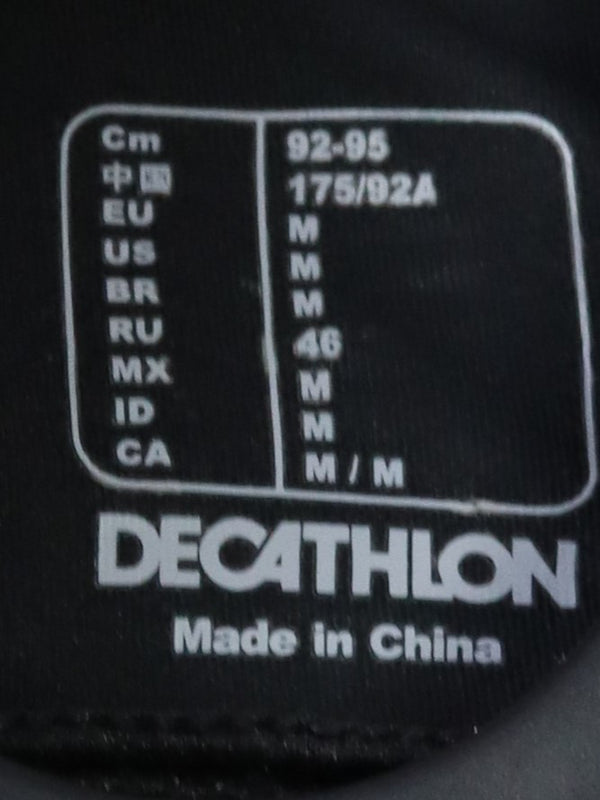 Cm 92-95
中国 175/92A
EU M
US M
BR M
RU 46
MX M
ID M
CA M / M
DECATHLON
Made in China